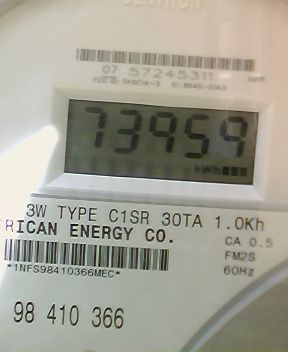 07 57245311
73959
kWh
3W TYPE C1SR 30TA 1.0Kh
RICAN ENERGY CO.
CA 0.5
FM2S
*1NFS98410366MEC*
60Hz
98 410 366